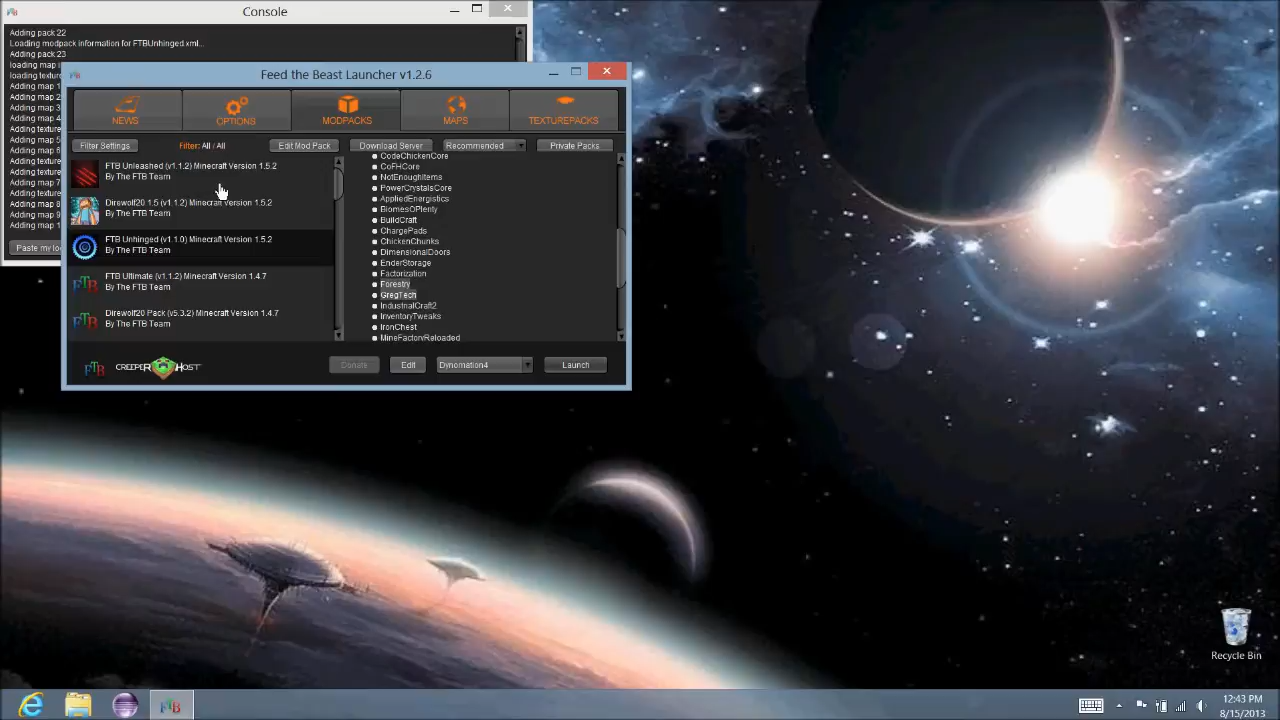 Console
Adding pack 22
Loading modpack information for FTBUnhinged.xml...
Adding pack 23
Adding map
Adding texture
Paste my lo
Feed the Beast Launcher v1.2.6
NEWS
OPTIONS
MODPACKS
MAPS
TEXTUREPACKS
Filter Settings
Filter: All / All
Edit Mod Pack
Download Server
Recommended
Private Packs
FTB Unleashed (v1.1.2) Minecraft Version 1.5.2
By The FTB Team
Direwolf20 1.5 (v1.1.2) Minecraft Version 1.5.2
By The FTB Team
FTB Unhinged (v1.1.0) Minecraft Version 1.5.2
By The FTB Team
FTB Ultimate (v1.1.2) Minecraft Version 1.4.7
By The FTB Team
Direwolf20 Pack (v5.3.2) Minecraft Version 1.4.7
By The FTB Team
CodeChickenCore
CoFHCore
NotEnoughItems
PowerCrystalsCore
AppliedEnergistics
BiomesOPlenty
BuildCraft
ChargePads
ChickenChunks
DimensionalDoors
EnderStorage
Factorization
Forestry
GregTech
IndustrialCraft2
InventoryTweaks
IronChest
MineFactoryReloaded
FTB
CREEPER HOST
Donate
Edit
Dynomation4
Launch
Recycle Bin
12:43 PM
8/15/2013